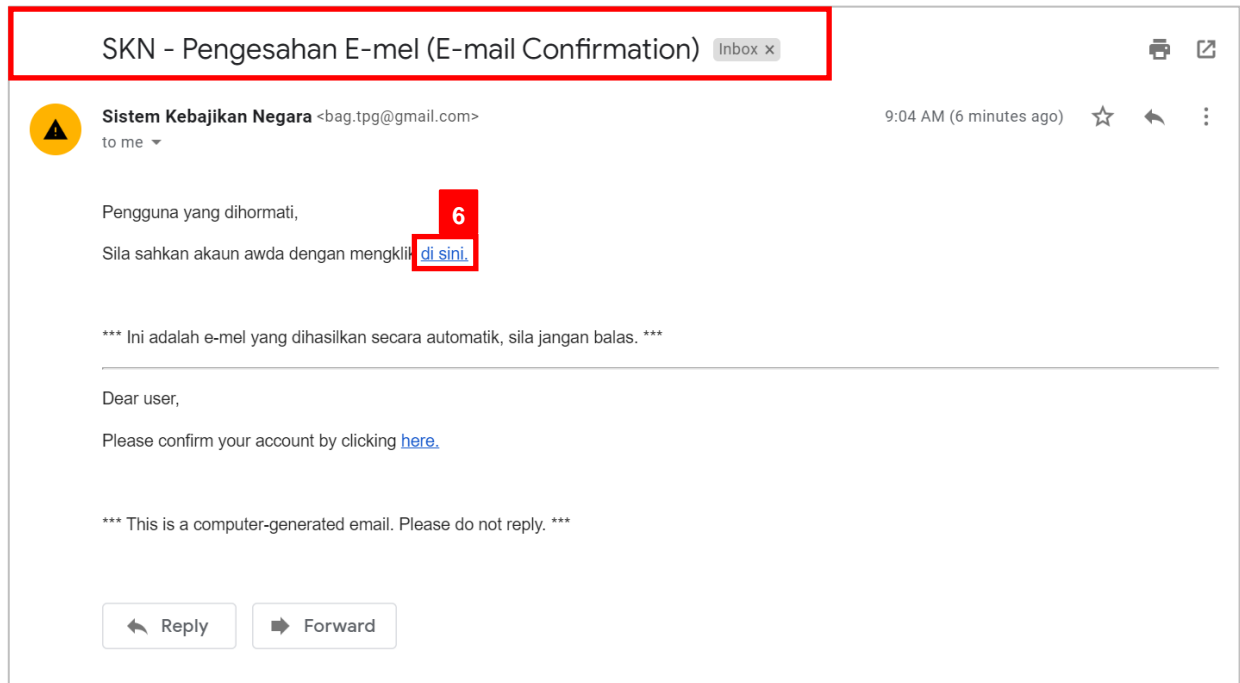 SKN - Pengesahan E-mel (E-mail Confirmation) Inbox x
Sistem Kebajikan Negara <bag.tpg@gmail.com> 9:04 AM (6 minutes ago)
to me
Pengguna yang dihormati,
6
Sila sahkan akaun awda dengan mengklik di sini.
*** Ini adalah e-mel yang dihasilkan secara automatik, sila jangan balas. ***
Dear user,
Please confirm your account by clicking here.
*** This is a computer-generated email. Please do not reply. ***
Reply Forward